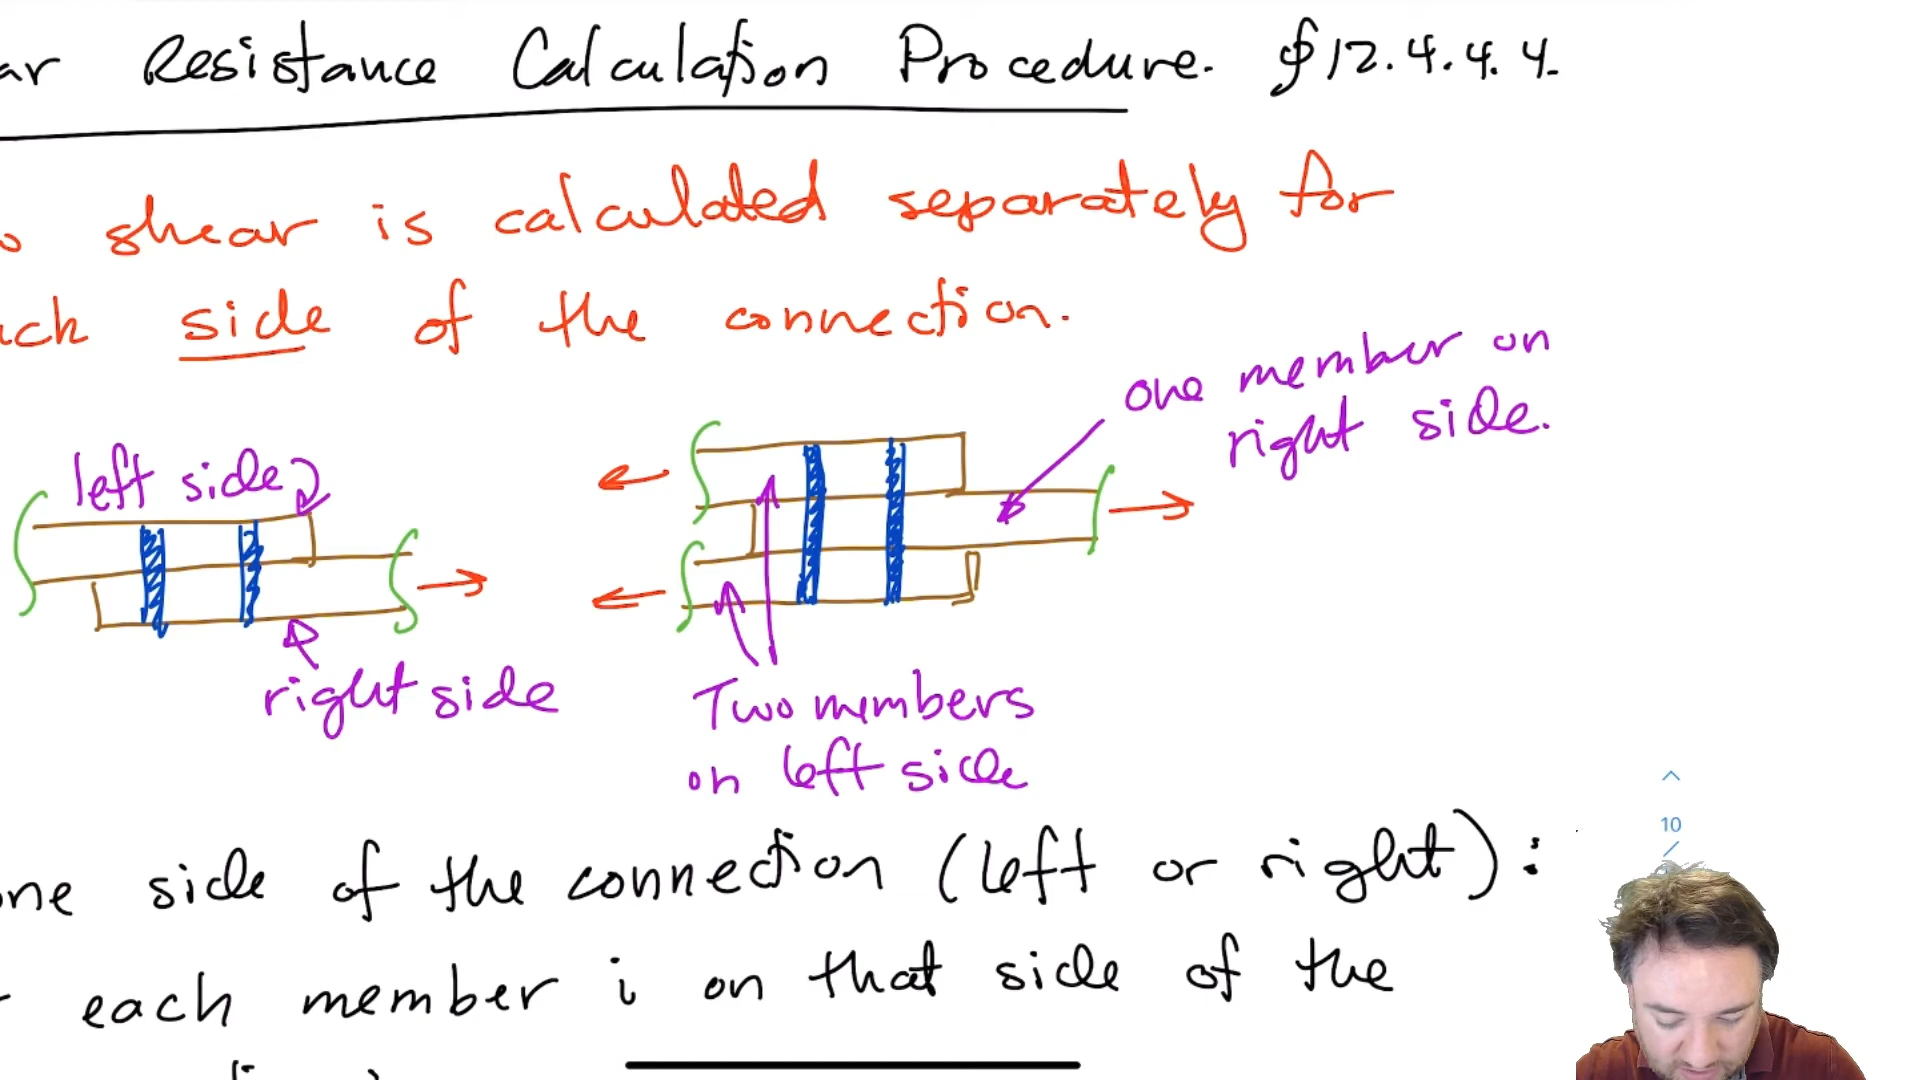 ar Resistance Calculation Procedure. § 12.4.4.4.
o shear is calculated separately for
ack side of the connection.
one member on
right side.
left side
right side
Two members
on left side
10
one side of the connection (left or right):
each member i on that side of the